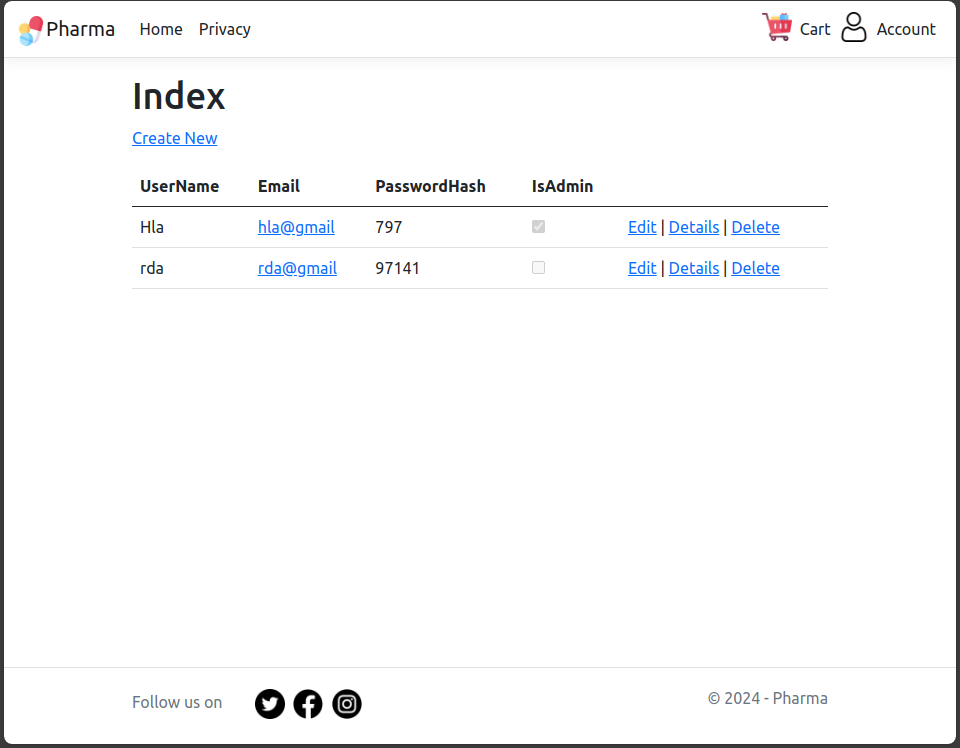 Pharma Home Privacy Cart Account
Index
Create New
UserName Email PasswordHash IsAdmin
Hla hla@gmail 797 Edit | Details | Delete
rda rda@gmail 97141 Edit | Details | Delete
Follow us on © 2024 - Pharma